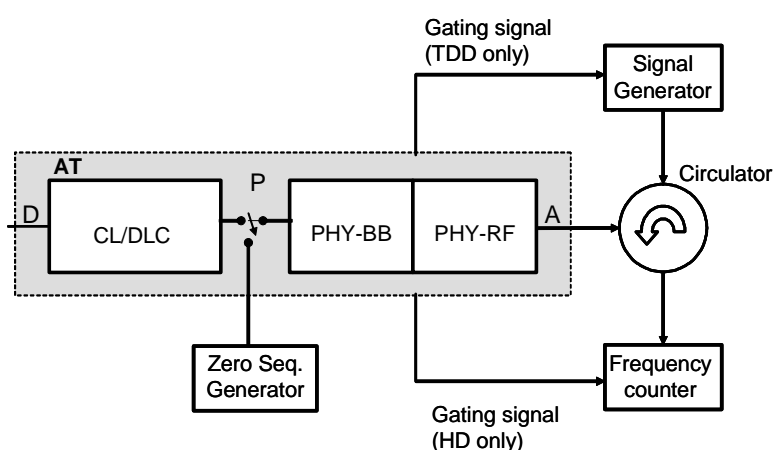 Gating signal
(TDD only)
Signal
Generator
AT
P
Circulator
D
CL/DLC
PHY-BB
PHY-RF
A
Zero Seq.
Generator
Frequency
counter
Gating signal
(HD only)